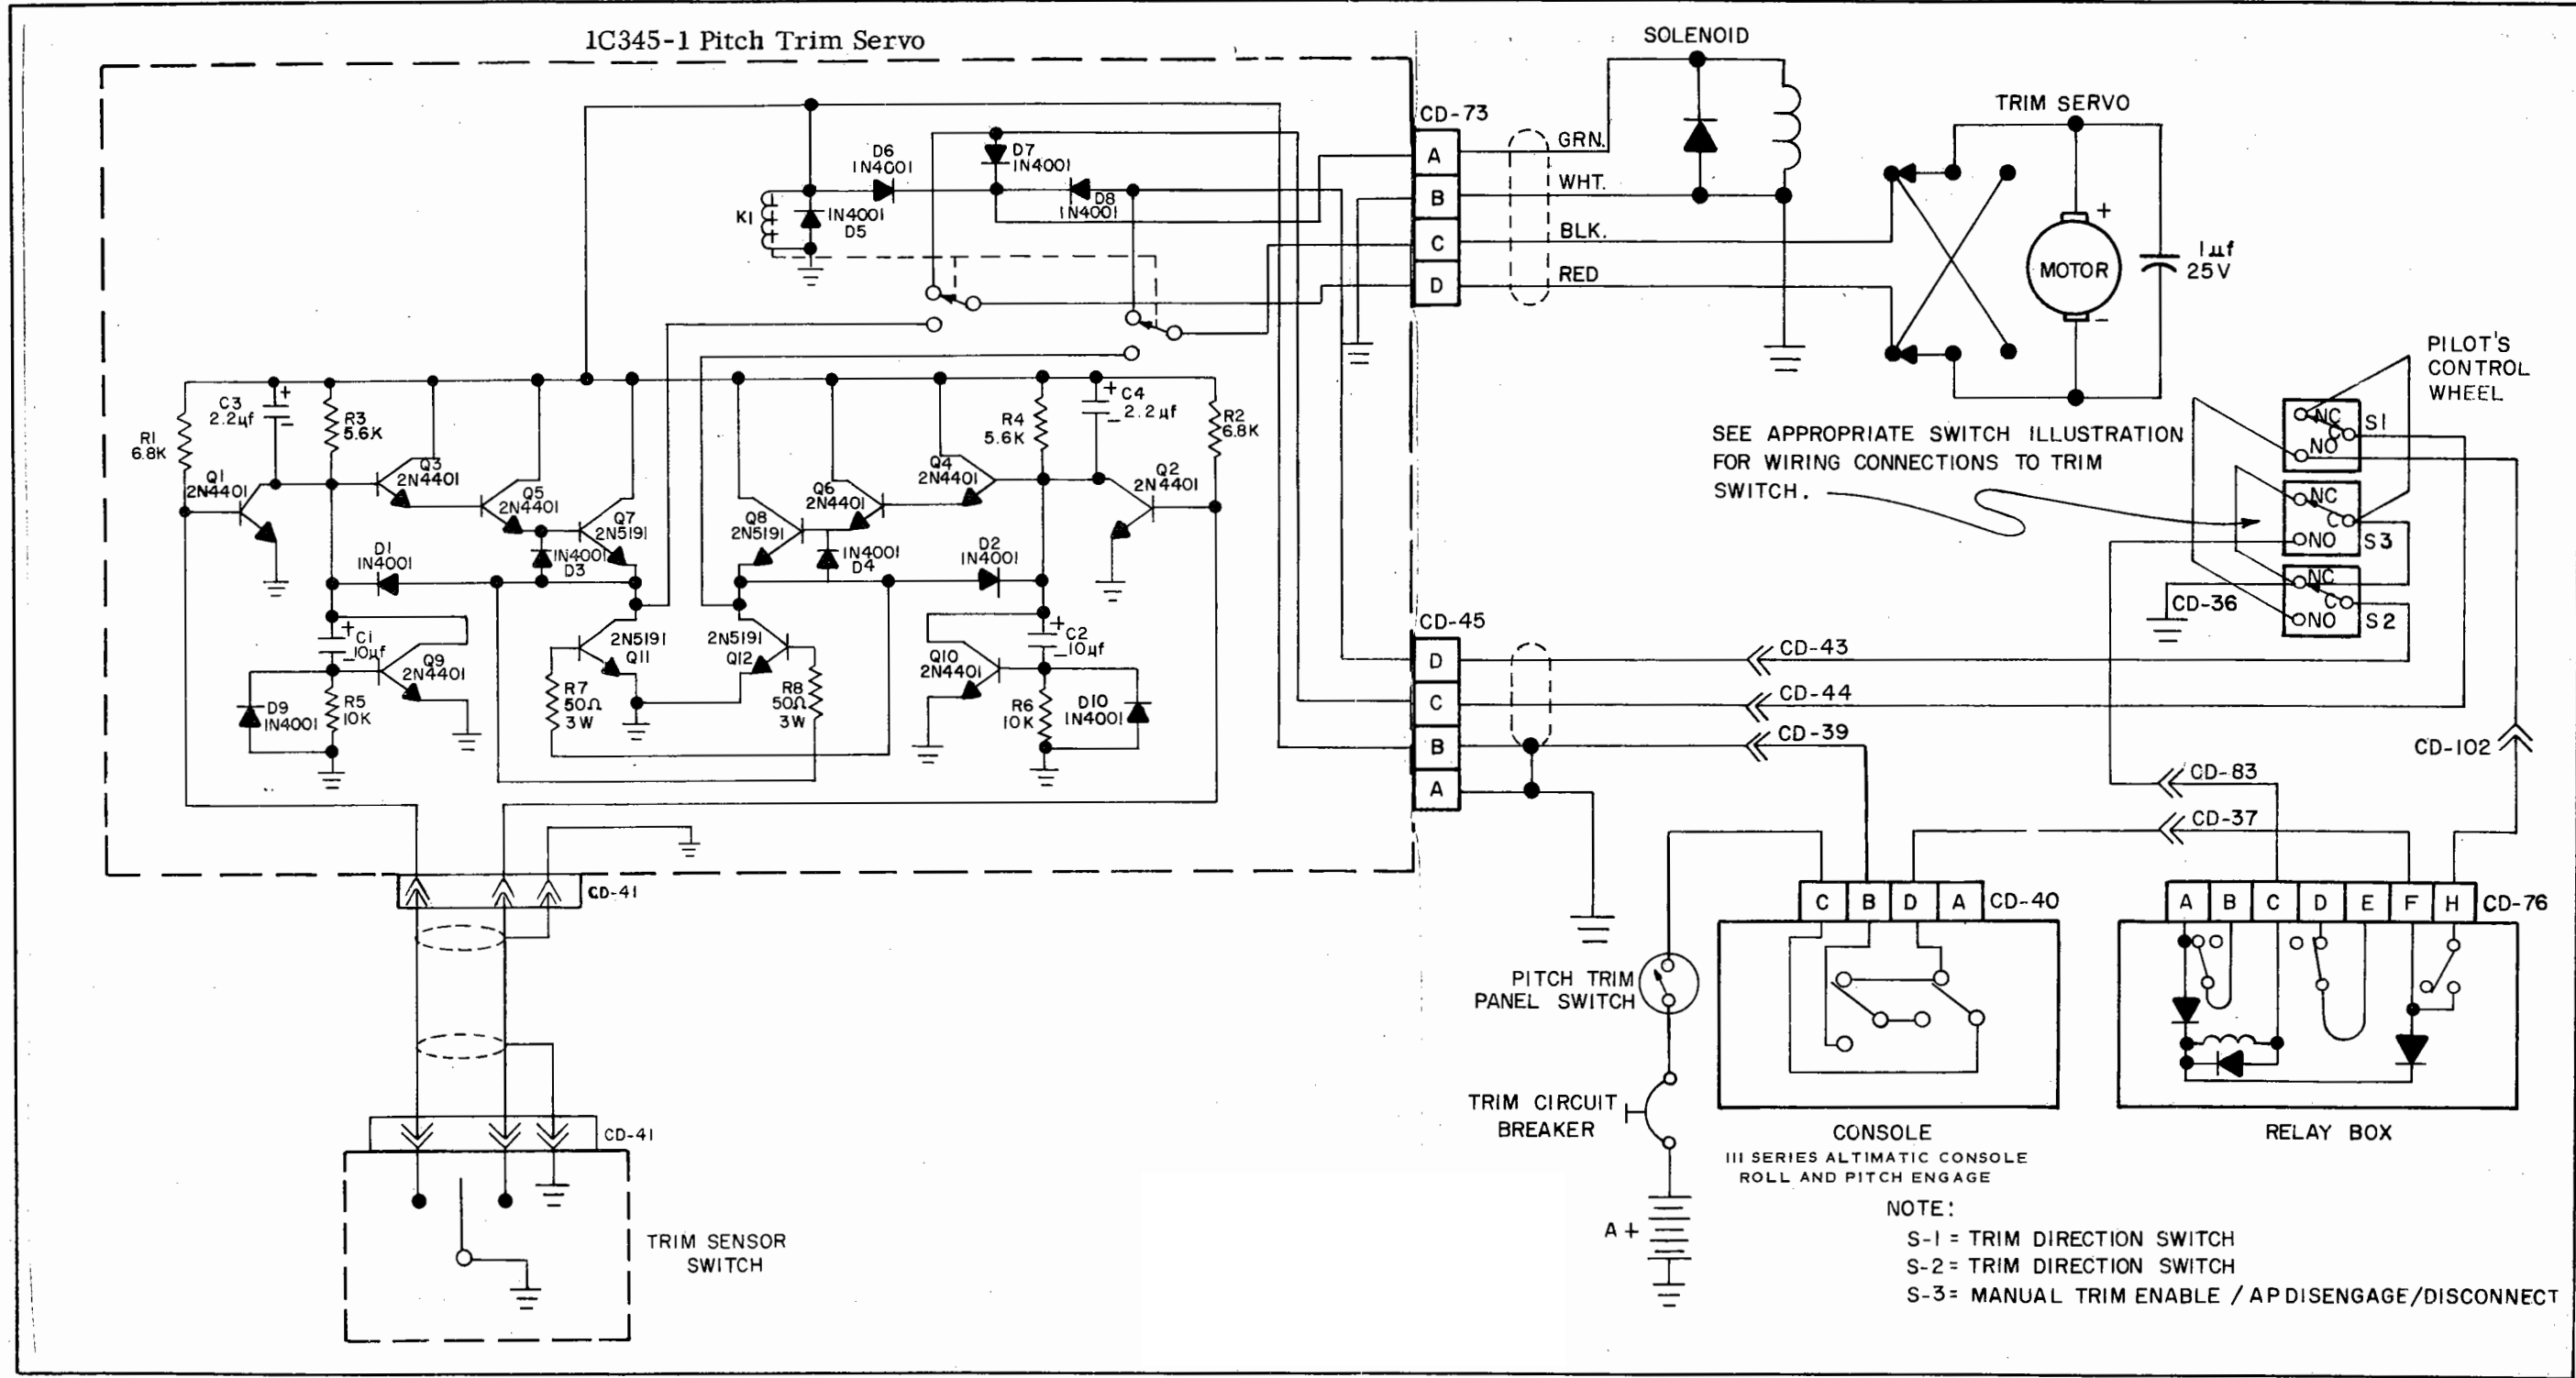 1C345-1 Pitch Trim Servo
SOLENOID
TRIM SERVO
CD-73
A
B
C
D
GRN.
WHT.
BLK.
RED
+
MOTOR
-
1µf
25V
D6
1N4001
D7
1N4001
D8
1N4001
K1
1N4001
D5
PILOT'S
CONTROL
WHEEL
SEE APPROPRIATE SWITCH ILLUSTRATION
FOR WIRING CONNECTIONS TO TRIM
SWITCH.
NC
C
NO
S1
NC
C
NO
S3
NC
C
NO
S2
CD-36
R1
6.8K
C3
2.2µf
+
-
R3
5.6K
Q1
2N4401
Q3
2N4401
Q5
2N4401
Q7
2N5191
D1
1N4001
1N4001
D3
Q8
2N5191
Q6
2N4401
Q4
2N4401
R4
5.6K
+
C4
2.2µf
-
R2
6.8K
Q2
2N4401
1N4001
D4
D2
1N4001
+
C1
10µf
-
Q9
2N4401
D9
1N4001
R5
10K
2N5191
Q11
R7
50Ω
3W
2N5191
Q12
R8
50Ω
3W
Q10
2N4401
+
C2
10µf
-
R6
10K
D10
1N4001
CD-45
D
C
B
A
CD-43
CD-44
CD-39
CD-102
CD-83
CD-37
CD-41
CD-41
TRIM SENSOR
SWITCH
PITCH TRIM
PANEL SWITCH
TRIM CIRCUIT
BREAKER
A+
C
B
D
A
CD-40
CONSOLE
III SERIES ALTIMATIC CONSOLE
ROLL AND PITCH ENGAGE
A
B
C
D
E
F
H
CD-76
RELAY BOX
NOTE:
S-1 = TRIM DIRECTION SWITCH
S-2= TRIM DIRECTION SWITCH
S-3= MANUAL TRIM ENABLE / AP DISENGAGE/DISCONNECT